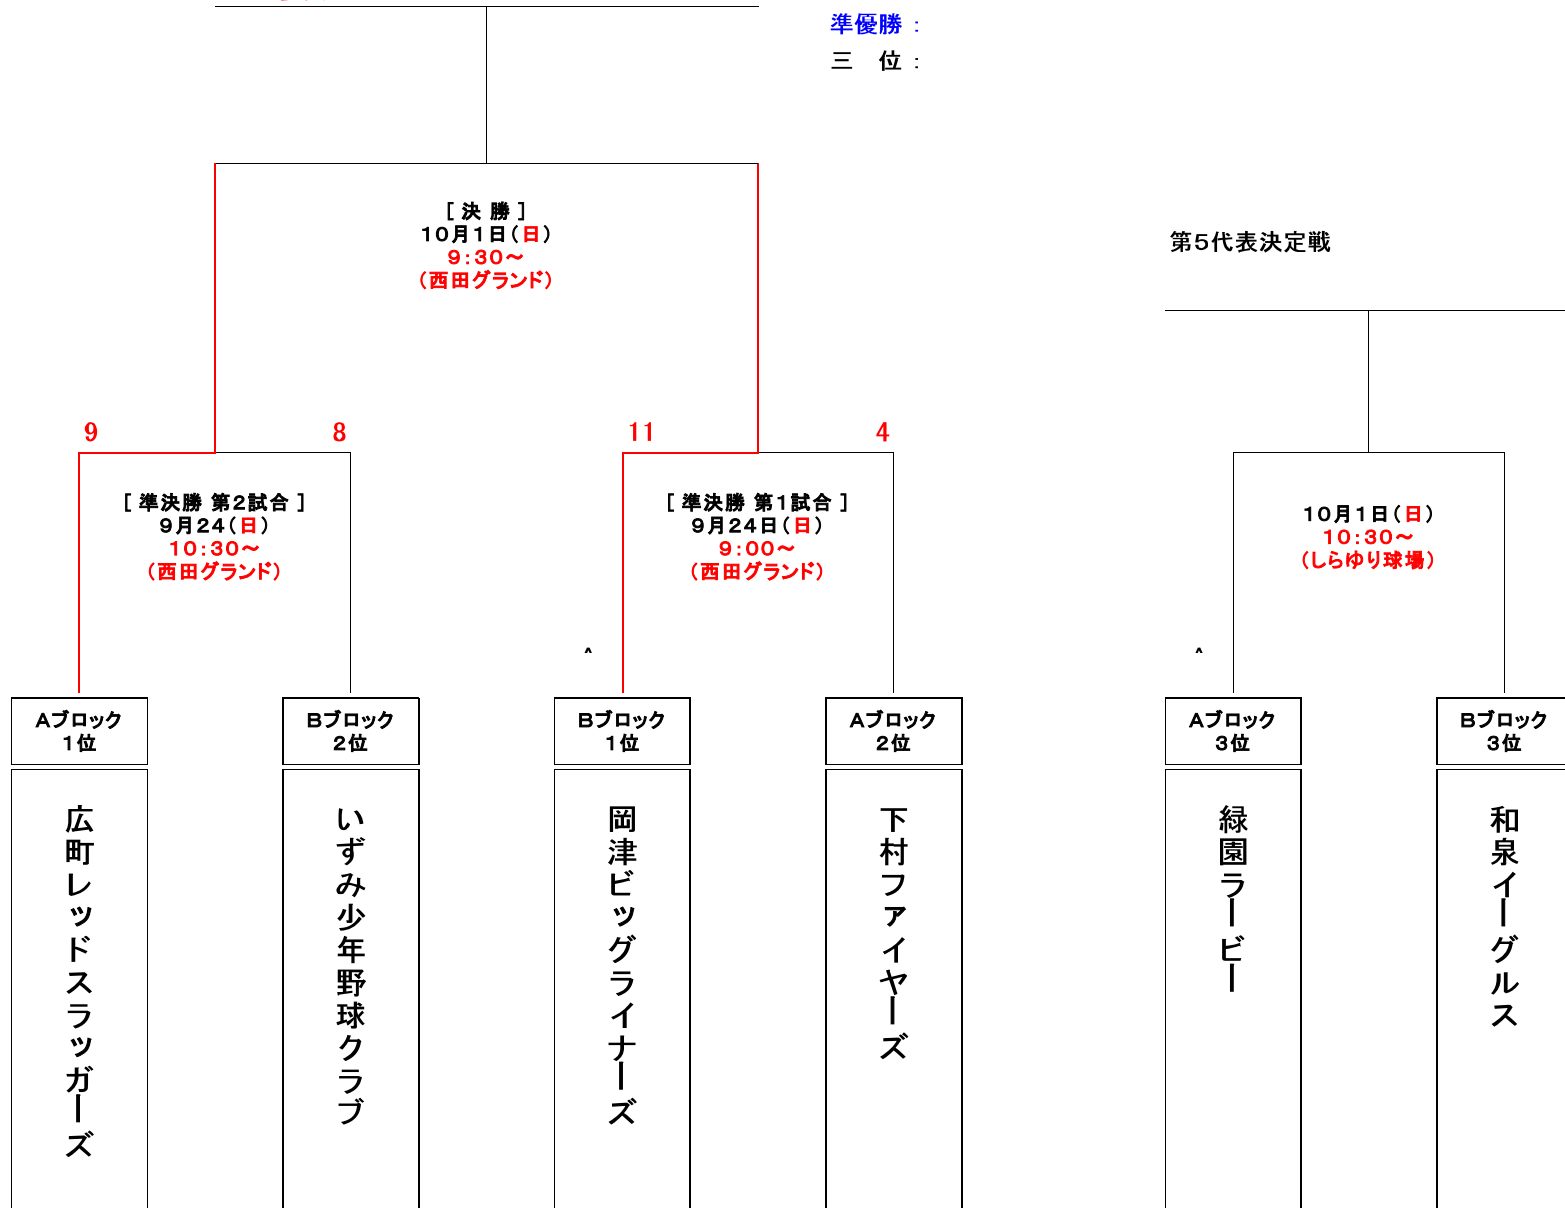 準優勝：
三　位：
[ 決 勝 ]
10月1日(日)
9:30～
(西田グランド)
第5代表決定戦
9
8
11
4
[ 準決勝 第2試合 ]
9月24(日)
10:30～
(西田グランド)
[ 準決勝 第1試合 ]
9月24日(日)
9:00～
(西田グランド)
10月1日(日)
10:30～
(しらゆり球場)
^
^
Aブロック
1位
Bブロック
2位
Bブロック
1位
Aブロック
2位
Aブロック
3位
Bブロック
3位
広町レッドスラッガーズ
いずみ少年野球クラブ
岡津ビッグライナーズ
下村ファイヤーズ
緑園ラービー
和泉イーグルス